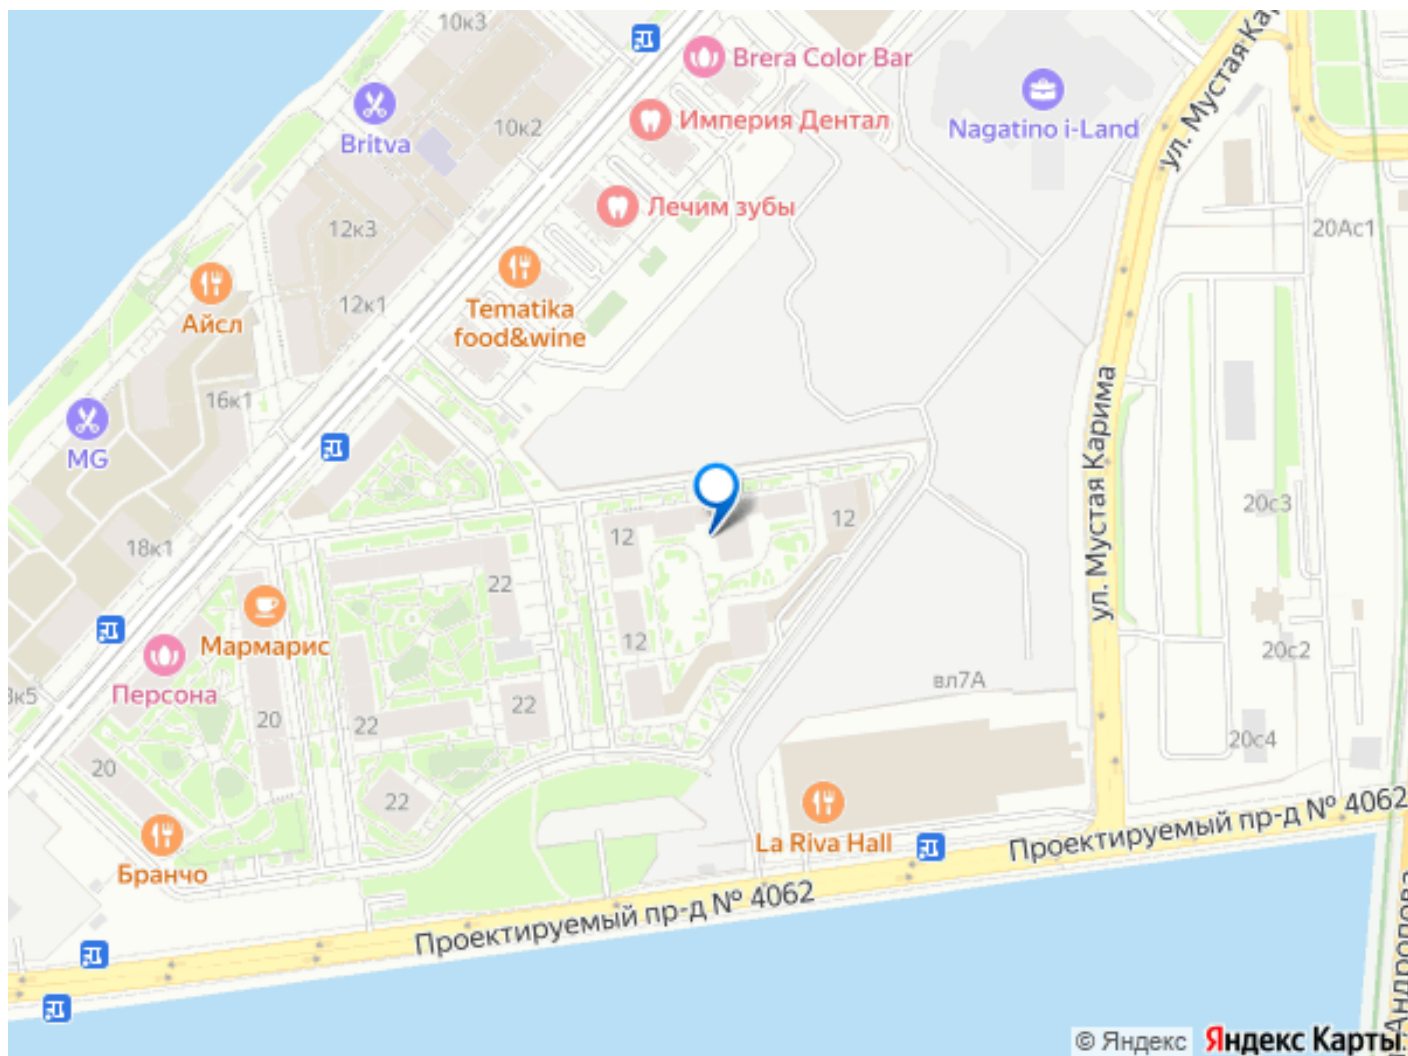 10к3
Brera Color Bar
ул. Мустая Ка
Britva
10к2
Империя Дентал
Nagatino i-Land
Лечим зубы
12к3
20Ас1
Айсл
12к1
Tematika
food&wine
16к1
MG
ул. Мустая Карима
18к1
12
12
20с3
22
Мармарис
12
20с2
Персона
к5
20
22
22
вл7А
20с4
20
22
La Riva Hall
Проектируемый пр-д № 4062
Бранчо
Проектируемый пр-д № 4062
Андропова
© Яндекс
Яндекс Карты